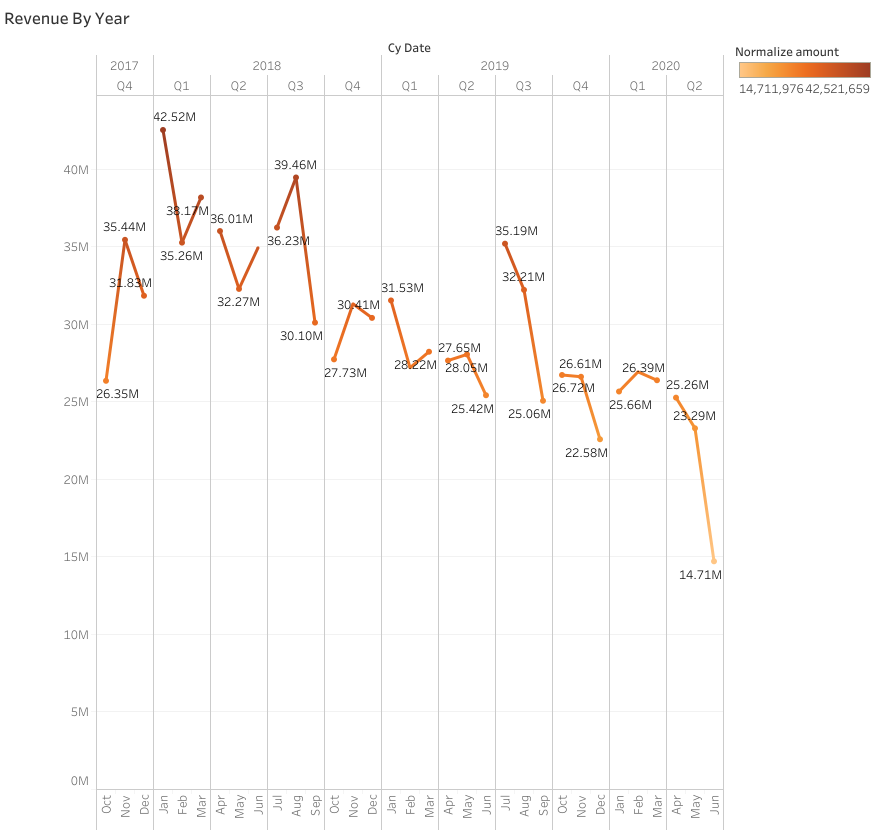 Revenue By Year
Cy Date
Normalize amount
2017 2018 2019 2020
Q4 Q1 Q2 Q3 Q4 Q1 Q2 Q3 Q4 Q1 Q2
14,711,976 42,521,659
42.52M
39.46M
40M
38.17M
36.01M
35.44M
35.19M
36.23M
35M
35.26M
31.83M
32.27M
32.21M
31.53M
30.41M
30M
30.10M
27.65M
28.22M
28.05M
27.73M
26.61M
26.39M
26.72M
25.26M
26.35M
25M
25.42M
25.06M
25.66M
23.29M
22.58M
20M
15M
14.71M
10M
5M
0M
Oct Nov Dec Jan Feb Mar Apr May Jun Jul Aug Sep Oct Nov Dec Jan Feb Mar Apr May Jun Jul Aug Sep Oct Nov Dec Jan Feb Mar Apr May Jun